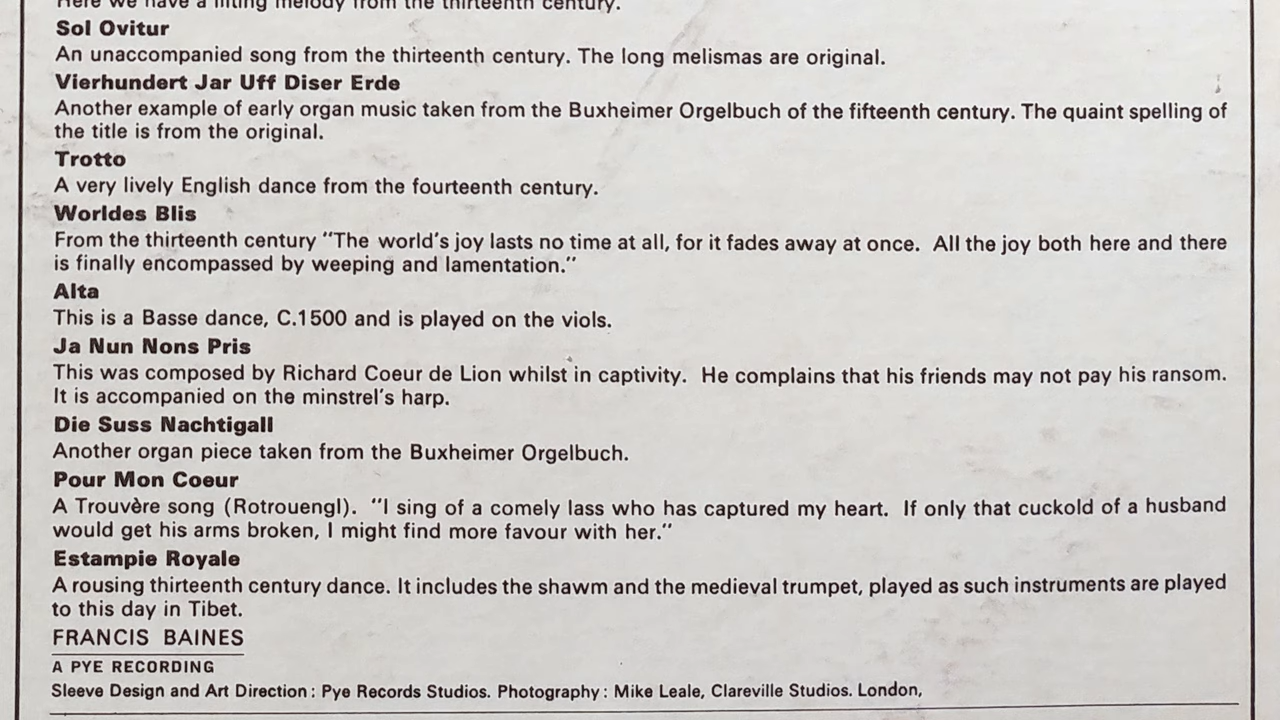 Here we have a lilting melody from the thirteenth century.
Sol Ovitur
An unaccompanied song from the thirteenth century. The long melismas are original.
Vierhundert Jar Uff Diser Erde
Another example of early organ music taken from the Buxheimer Orgelbuch of the fifteenth century. The quaint spelling of
the title is from the original.
Trotto
A very lively English dance from the fourteenth century.
Worldes Blis
From the thirteenth century "The world's joy lasts no time at all, for it fades away at once. All the joy both here and there
is finally encompassed by weeping and lamentation."
Alta
This is a Basse dance, C.1500 and is played on the viols.
Ja Nun Nons Pris
This was composed by Richard Coeur de Lion whilst in captivity. He complains that his friends may not pay his ransom.
It is accompanied on the minstrel's harp.
Die Suss Nachtigall
Another organ piece taken from the Buxheimer Orgelbuch.
Pour Mon Coeur
A Trouvère song (Rotrouengl). "I sing of a comely lass who has captured my heart. If only that cuckold of a husband
would get his arms broken, I might find more favour with her."
Estampie Royale
A rousing thirteenth century dance. It includes the shawm and the medieval trumpet, played as such instruments are played
to this day in Tibet.
FRANCIS BAINES
A PYE RECORDING
Sleeve Design and Art Direction: Pye Records Studios. Photography: Mike Leale, Clareville Studios. London,